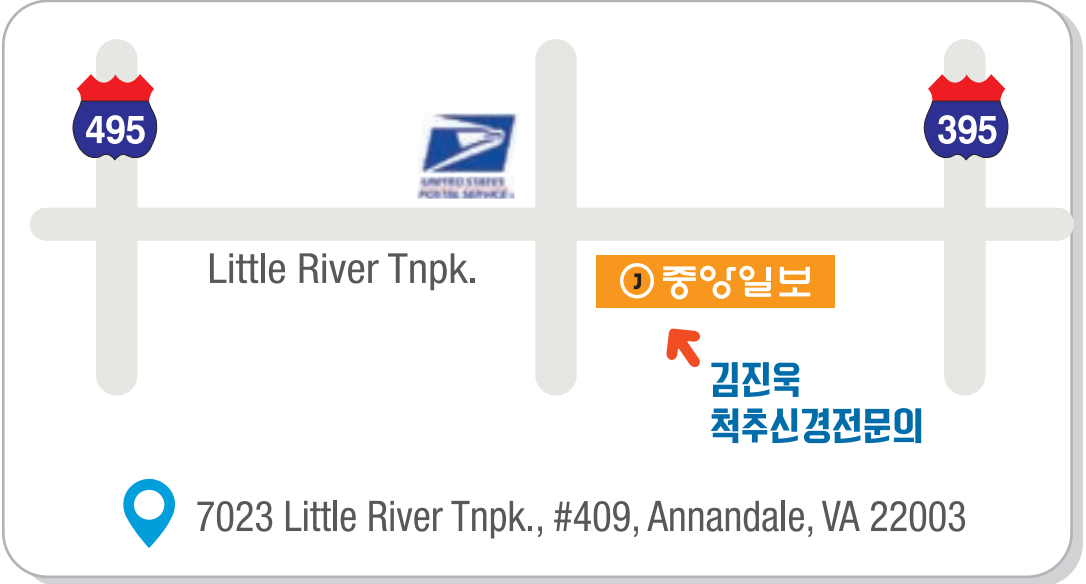 495
395
UNITED STATES
POSTAL SERVICE
Little River Tnpk.
J 중앙일보
김진욱
척추신경전문의
7023 Little River Tnpk., #409, Annandale, VA 22003